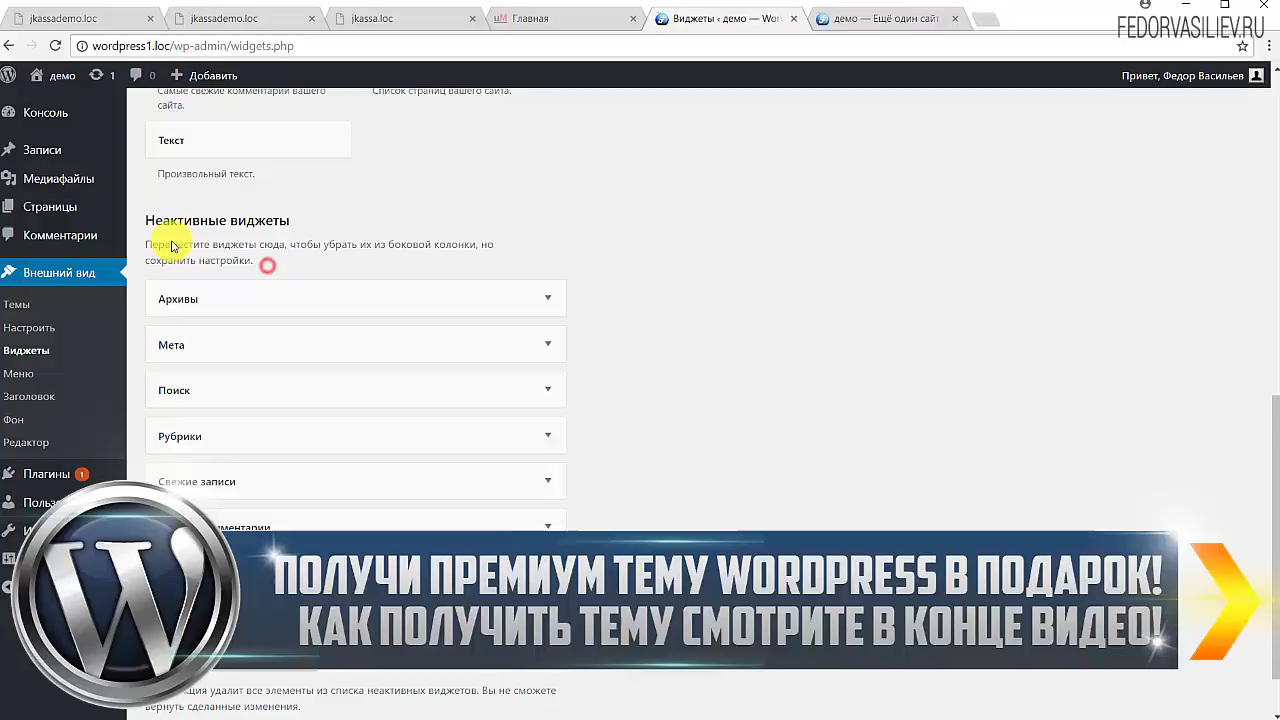 jkassademo.loc
jkassademo.loc
jkassa.loc
Главная
Виджеты ‹ демо — Wor
демо — Ещё один сайт
FEDORVASILIEV.RU
wordpress1.loc/wp-admin/widgets.php
демо
1
0
Добавить
Привет, Федор Васильев
Консоль
Записи
Медиафайлы
Страницы
Комментарии
Внешний вид
Темы
Настроить
Виджеты
Меню
Заголовок
Фон
Редактор
Плагины 1
Польз
Самые свежие комментарии вашего
сайта.
Список страниц вашего сайта.
Текст
Произвольный текст.
Неактивные виджеты
Переместите виджеты сюда, чтобы убрать их из боковой колонки, но
сохранить настройки.
Архивы
Мета
Поиск
Рубрики
Свежие записи
ПОЛУЧИ ПРЕМИУМ ТЕМУ WORDPRESS В ПОДАРОК!
КАК ПОЛУЧИТЬ ТЕМУ СМОТРИТЕ В КОНЦЕ ВИДЕО!
W
удалит все элементы из списка неактивных виджетов. Вы не сможете
вернуть сделанные изменения.